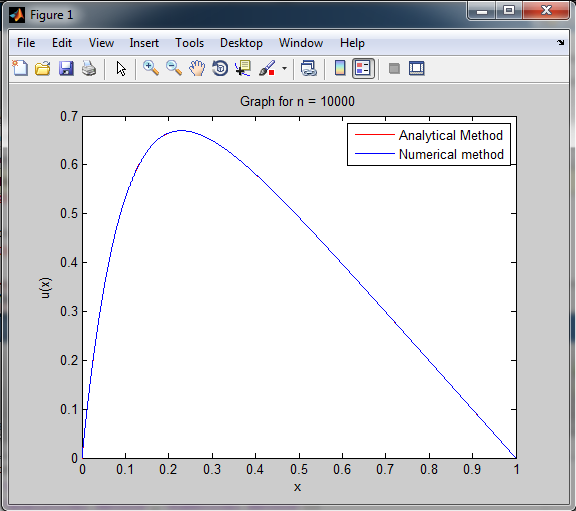 Figure 1
File Edit View Insert Tools Desktop Window Help
Graph for n = 10000
Analytical Method
Numerical method
0.7
0.6
0.5
0.4
0.3
0.2
0.1
0
u(x)
0 0.1 0.2 0.3 0.4 0.5 0.6 0.7 0.8 0.9 1
x